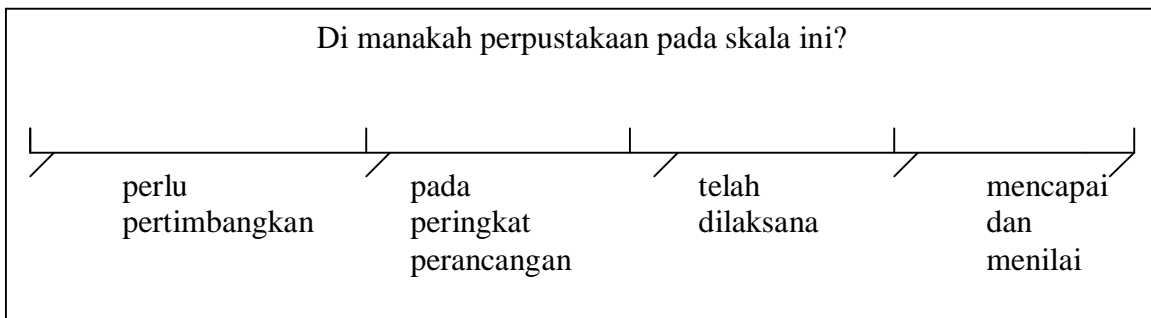 Di manakah perpustakaan pada skala ini?
perlu
pertimbangkan
pada
peringkat
perancangan
telah
dilaksana
mencapai
dan
menilai